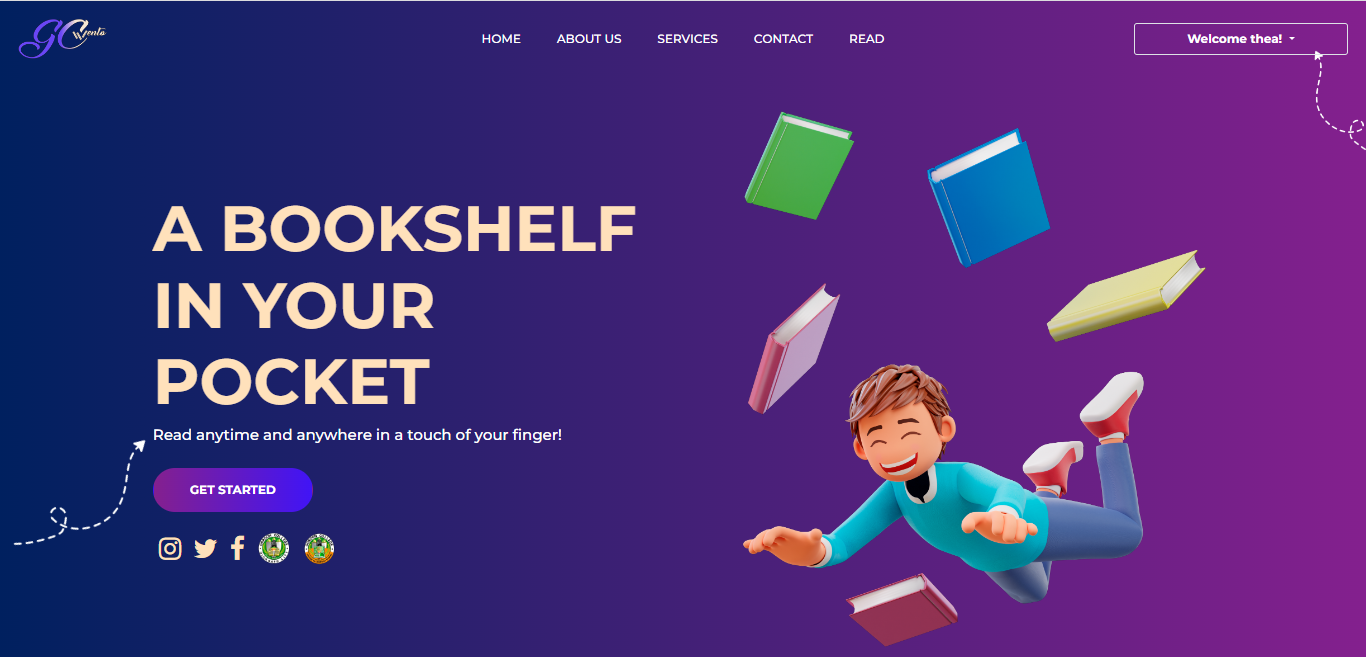 GC
HOME
ABOUT US
SERVICES
CONTACT
READ
Welcome thea!
A BOOKSHELF
IN YOUR
POCKET
Read anytime and anywhere in a touch of your finger!
GET STARTED